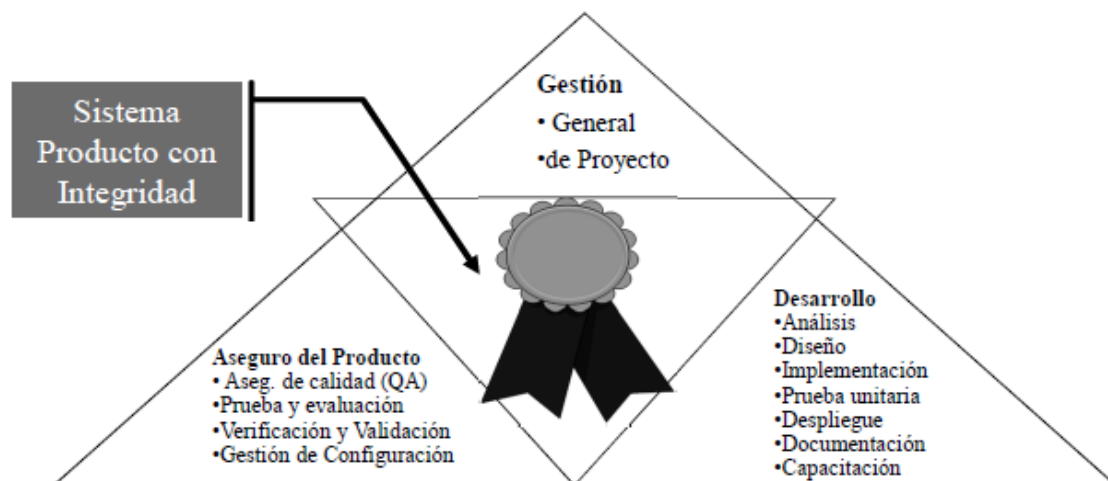 Sistema
Producto con
Integridad
Gestión
• General
•de Proyecto
Aseguro del Producto
• Aseg. de calidad (QA)
•Prueba y evaluación
•Verificación y Validación
•Gestión de Configuración
Desarrollo
•Análisis
•Diseño
•Implementación
•Prueba unitaria
•Despliegue
•Documentación
•Capacitación